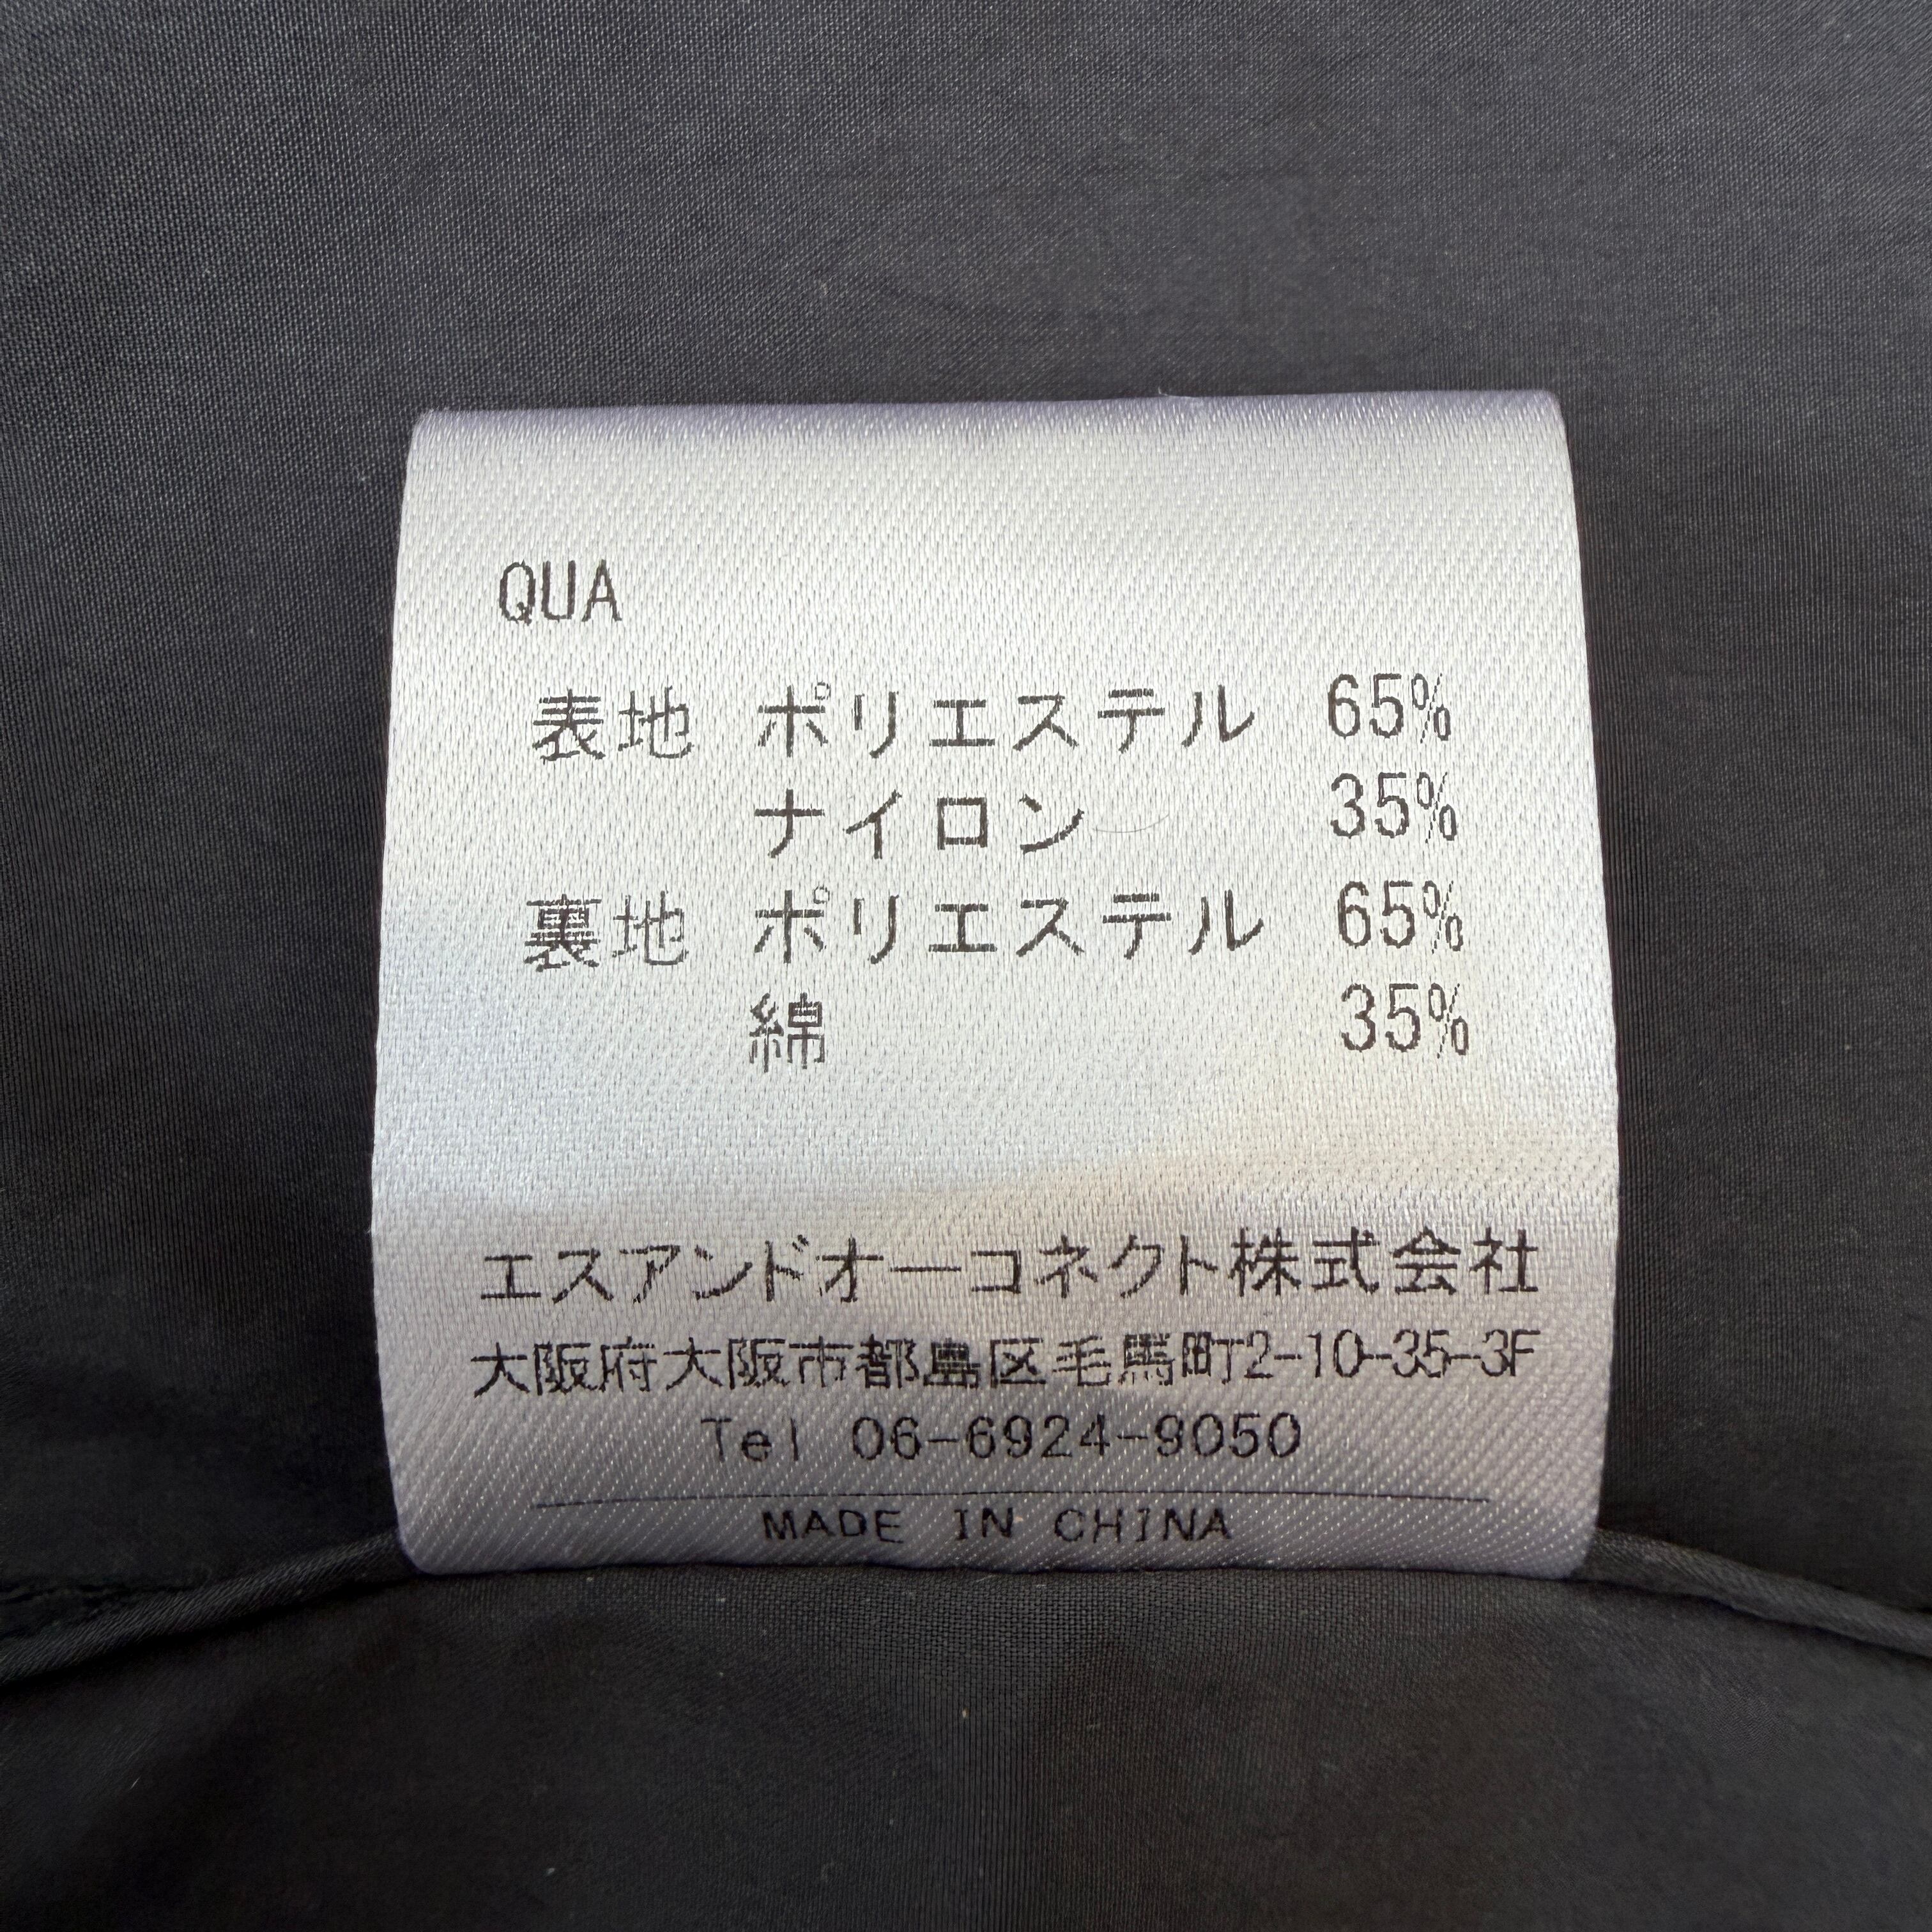 QUA
表地 ポリエステル 65%
ナイロン 35%
裏地 ポリエステル 65%
綿 35%
エスアンドオーコネクト株式会社
大阪府大阪市都島区毛馬町2-10-35-3F
Tel 06-6924-9050
MADE IN CHINA